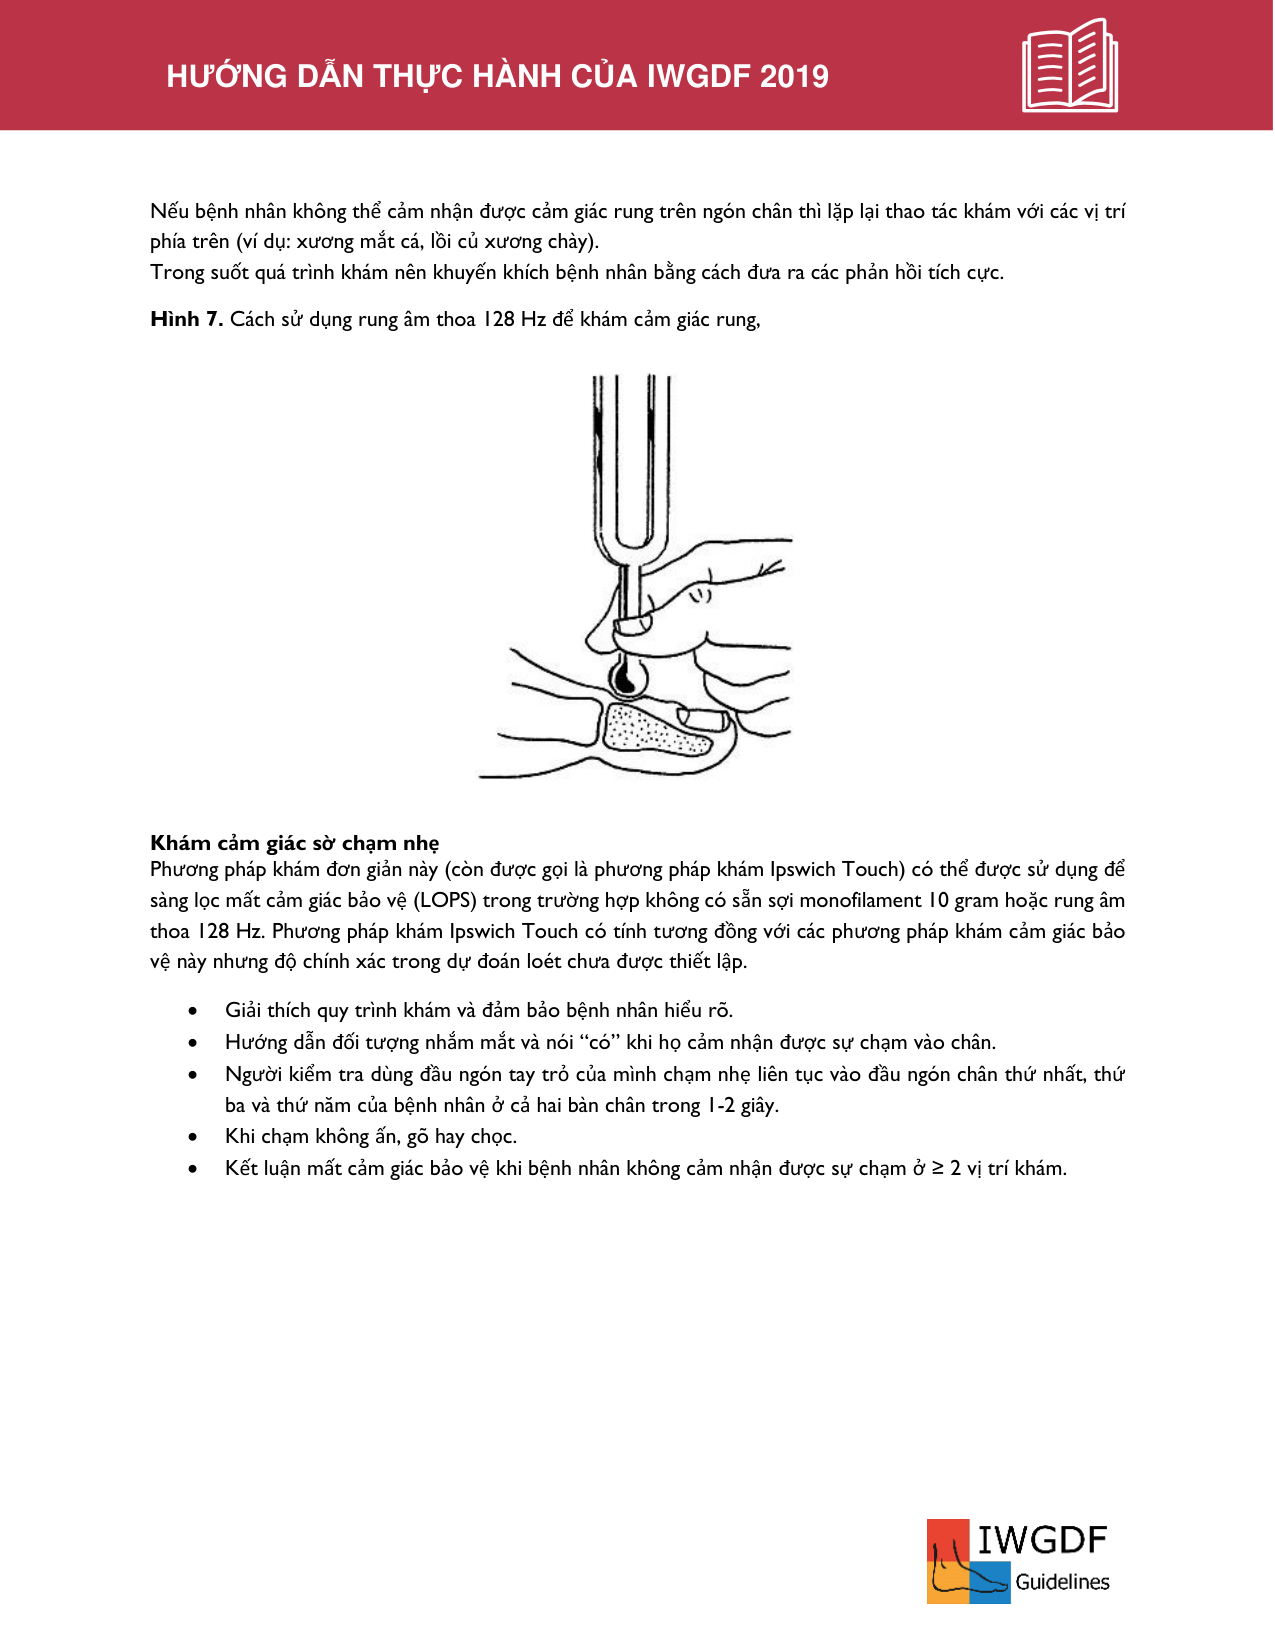 HƯỚNG DẪN THỰC HÀNH CỦA IWGDF 2019
Nếu bệnh nhân không thể cảm nhận được cảm giác rung trên ngón chân thì lặp lại thao tác khám với các vị trí
phía trên (ví dụ: xương mắt cá, lồi củ xương chày).
Trong suốt quá trình khám nên khuyến khích bệnh nhân bằng cách đưa ra các phản hồi tích cực.
Hình 7. Cách sử dụng rung âm thoa 128 Hz để khám cảm giác rung,
Khám cảm giác sờ chạm nhẹ
Phương pháp khám đơn giản này (còn được gọi là phương pháp khám Ipswich Touch) có thể được sử dụng để
sàng lọc mất cảm giác bảo vệ (LOPS) trong trường hợp không có sẵn sợi monofilament 10 gram hoặc rung âm
thoa 128 Hz. Phương pháp khám Ipswich Touch có tính tương đồng với các phương pháp khám cảm giác bảo
vệ này nhưng độ chính xác trong dự đoán loét chưa được thiết lập.
• Giải thích quy trình khám và đảm bảo bệnh nhân hiểu rõ.
• Hướng dẫn đối tượng nhắm mắt và nói “có” khi họ cảm nhận được sự chạm vào chân.
• Người kiểm tra dùng đầu ngón tay trỏ của mình chạm nhẹ liên tục vào đầu ngón chân thứ nhất, thứ
ba và thứ năm của bệnh nhân ở cả hai bàn chân trong 1-2 giây.
• Khi chạm không ấn, gõ hay chọc.
• Kết luận mất cảm giác bảo vệ khi bệnh nhân không cảm nhận được sự chạm ở ≥ 2 vị trí khám.
IWGDF
Guidelines